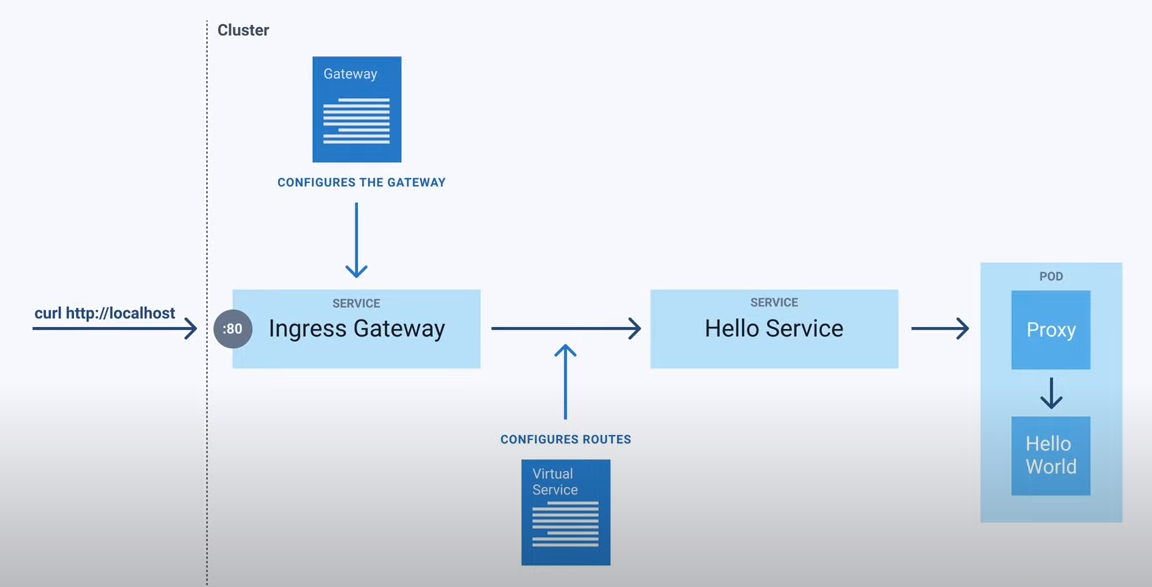 Cluster
Gateway
CONFIGURES THE GATEWAY
curl http://localhost
:80
SERVICE
Ingress Gateway
SERVICE
Hello Service
POD
Proxy
Hello
World
CONFIGURES ROUTES
Virtual
Service